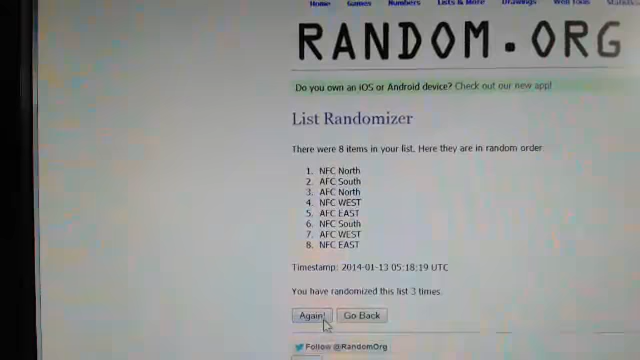 Home Games Numbers Lists & More Drawings Web Tools
RANDOM.ORG
Do you own an iOS or Android device? Check out our new app!
List Randomizer
There were 8 items in your list. Here they are in random order
1. NFC North
2. AFC South
3. AFC North
4. NFC WEST
5. AFC EAST
6. NFC South
7. AFC WEST
8. NFC EAST
Timestamp: 2014-01-13 05:18:19 UTC
You have randomized this list 3 times.
Again! Go Back
Follow @RandomOrg